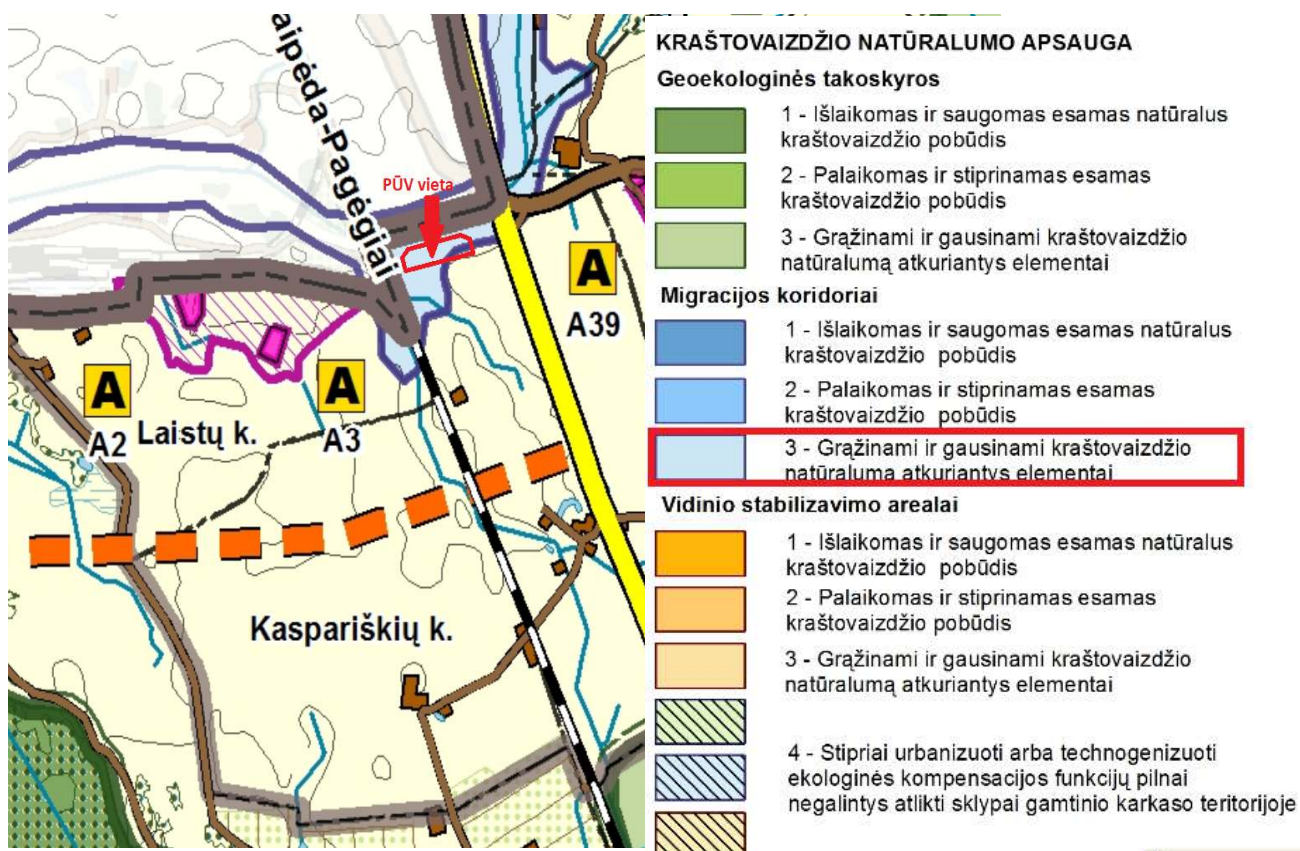 aipėda-Pagėgiai
PŪV vieta
A
A39
A
A2
Laistų k.
A
A3
Kaspariškių k.
KRAŠTOVAIZDŽIO NATŪRALUMO APSAUGA
Geoekologinės takoskyros
1 - Išlaikomas ir saugomas esamas natūralus
kraštovaizdžio pobūdis
2 - Palaikomas ir stiprinamas esamas
kraštovaizdžio pobūdis
3 - Grąžinami ir gausinami kraštovaizdžio
natūralumą atkuriantys elementai
Migracijos koridoriai
1 - Išlaikomas ir saugomas esamas natūralus
kraštovaizdžio pobūdis
2 - Palaikomas ir stiprinamas esamas
kraštovaizdžio pobūdis
3 - Grąžinami ir gausinami kraštovaizdžio
natūralumą atkuriantys elementai
Vidinio stabilizavimo arealai
1 - Išlaikomas ir saugomas esamas natūralus
kraštovaizdžio pobūdis
2 - Palaikomas ir stiprinamas esamas
kraštovaizdžio pobūdis
3 - Grąžinami ir gausinami kraštovaizdžio
natūralumą atkuriantys elementai
4 - Stipriai urbanizuoti arba technogenizuoti
ekologinės kompensacijos funkcijų pilnai
negalintys atlikti sklypai gamtinio karkaso teritorijoje